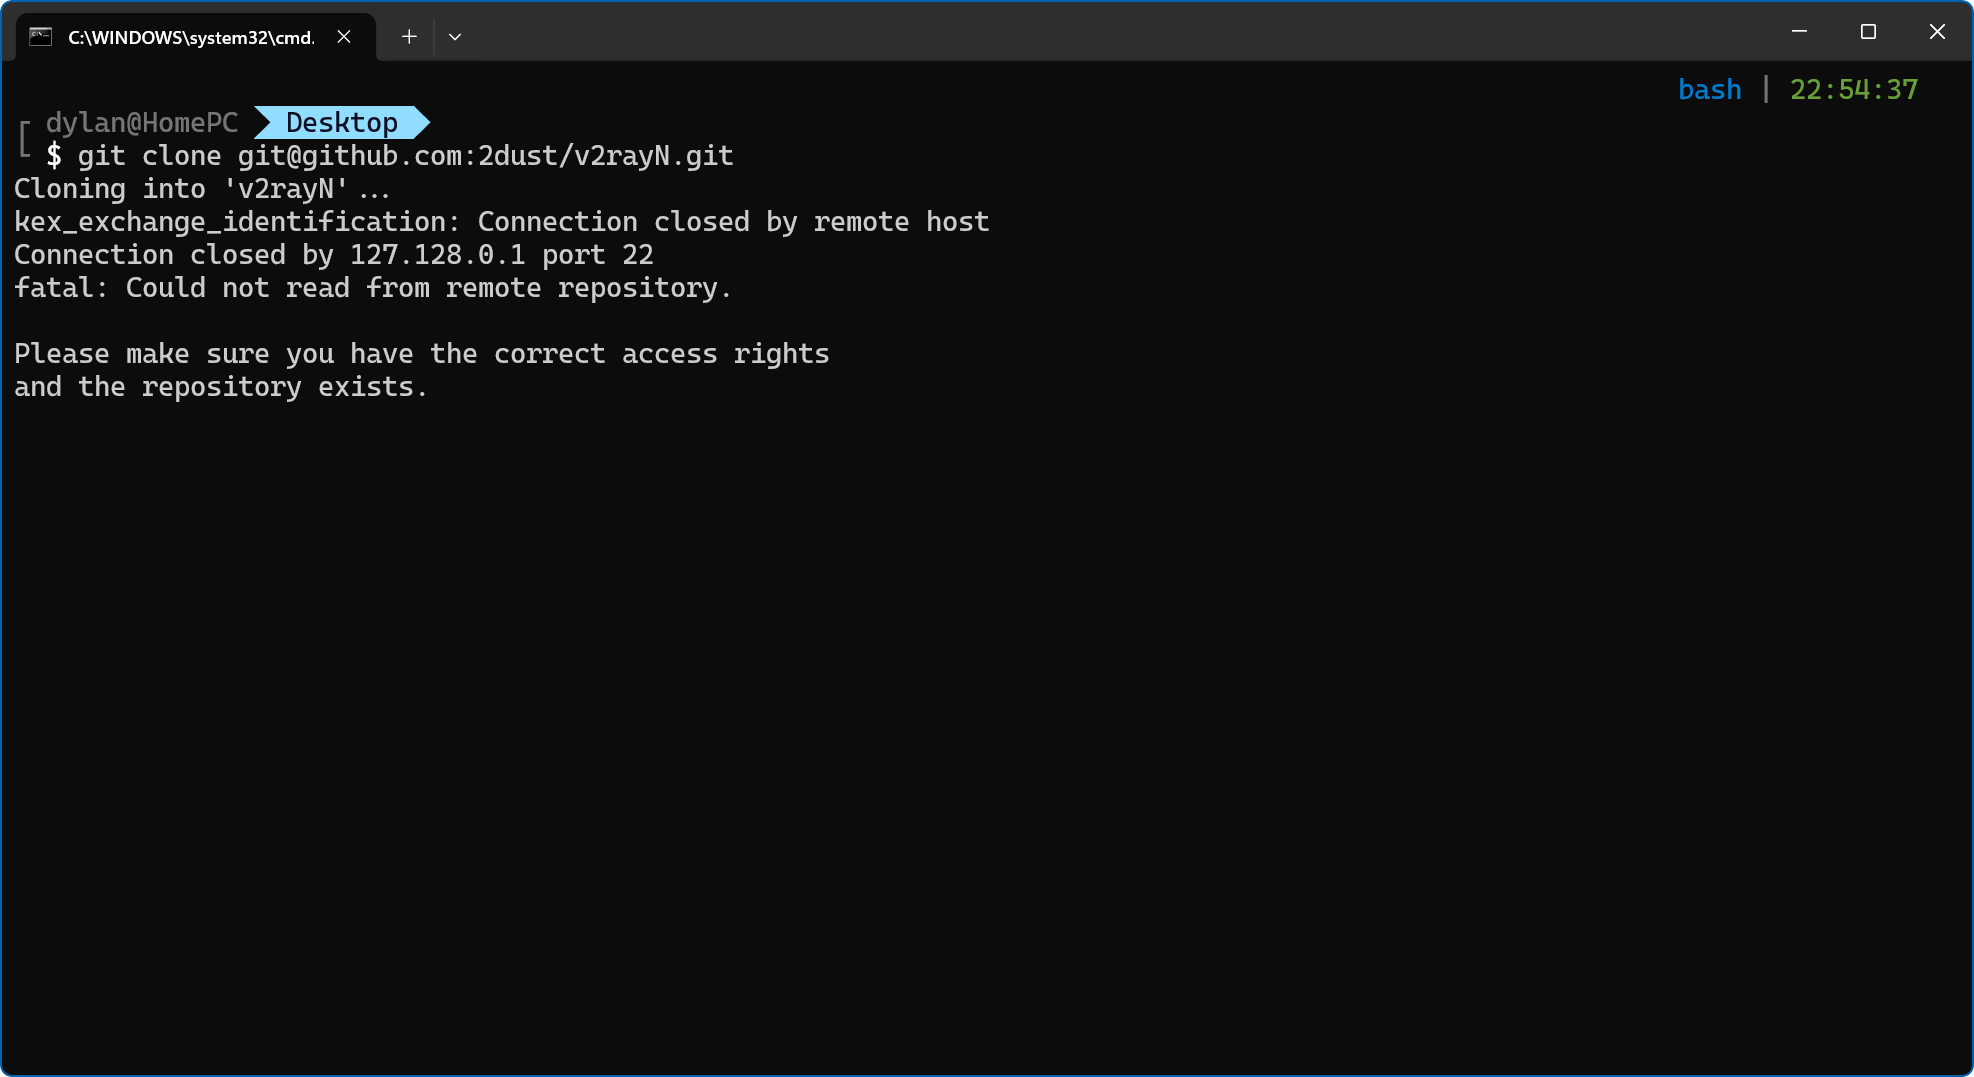 C:\WINDOWS\system32\cmd.
bash | 22:54:37
dylan@HomePC Desktop
$ git clone git@github.com:2dust/v2rayN.git
Cloning into 'v2rayN'...
kex_exchange_identification: Connection closed by remote host
Connection closed by 127.128.0.1 port 22
fatal: Could not read from remote repository.
Please make sure you have the correct access rights
and the repository exists.